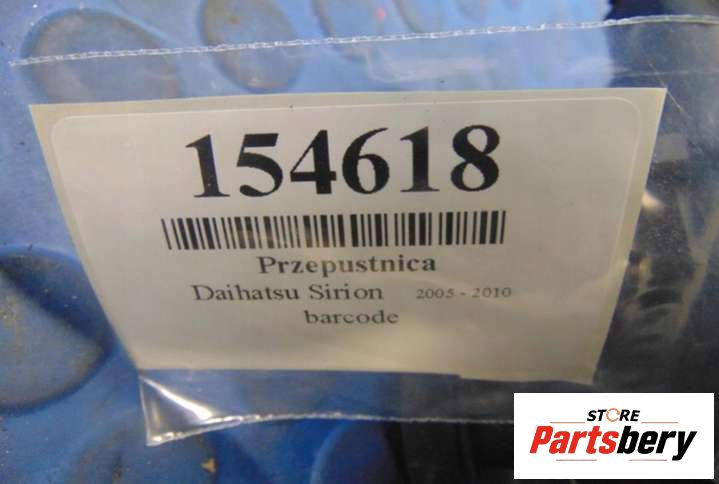 154618
Przepustnica
Daihatsu Sirion 2005 - 2010
barcode
STORE
Partsbery